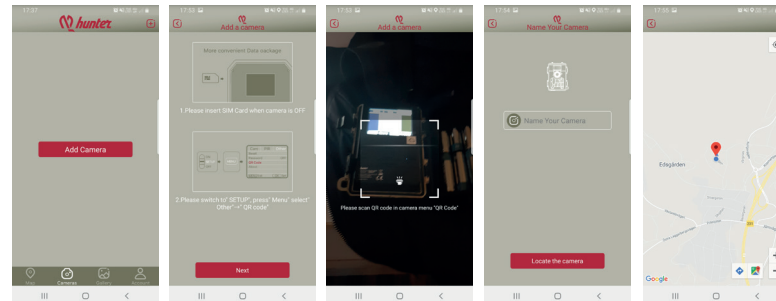 17:37
hunter
Add Camera
Map
Cameras
Gallery
Account
17:53
Add a camera
More convenient Data package
1.Please insert SIM Card when camera is OFF
2.Please switch to" SETUP", press" Menu" select"
Other"→" QR code"
Next
17:53
Add a camera
Please scan QR code in camera menu "QR Code"
17:54
Name Your Camera
Name Your Camera
Locate the camera
17:55
Edsgården
Google